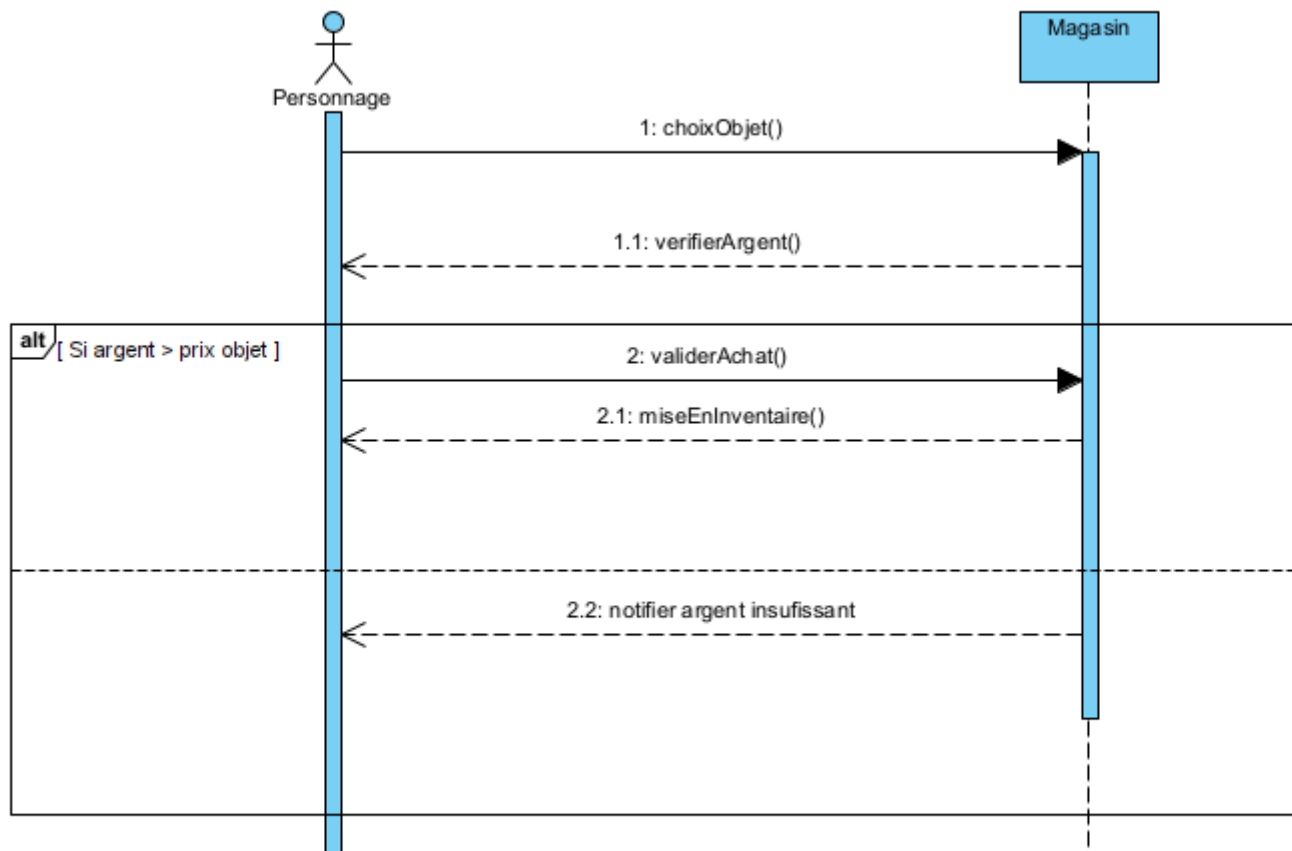 Magasin
Personnage
1: choixObjet()
1.1: verifierArgent()
alt
[ Si argent > prix objet ]
2: validerAchat()
2.1: miseEnInventaire()
2.2: notifier argent insufissant